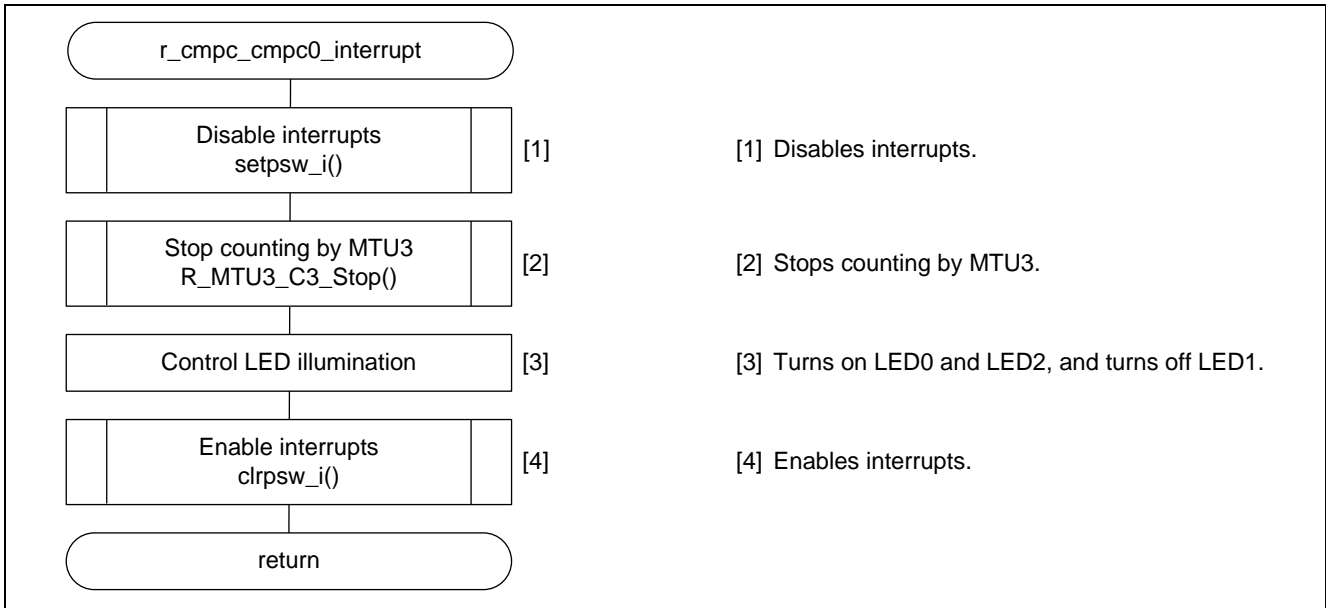 r_cmpc_cmpc0_interrupt
Disable interrupts
setpsw_i()
[1]
[1] Disables interrupts.
Stop counting by MTU3
R_MTU3_C3_Stop()
[2]
[2] Stops counting by MTU3.
Control LED illumination
[3]
[3] Turns on LED0 and LED2, and turns off LED1.
Enable interrupts
clrpsw_i()
[4]
[4] Enables interrupts.
return